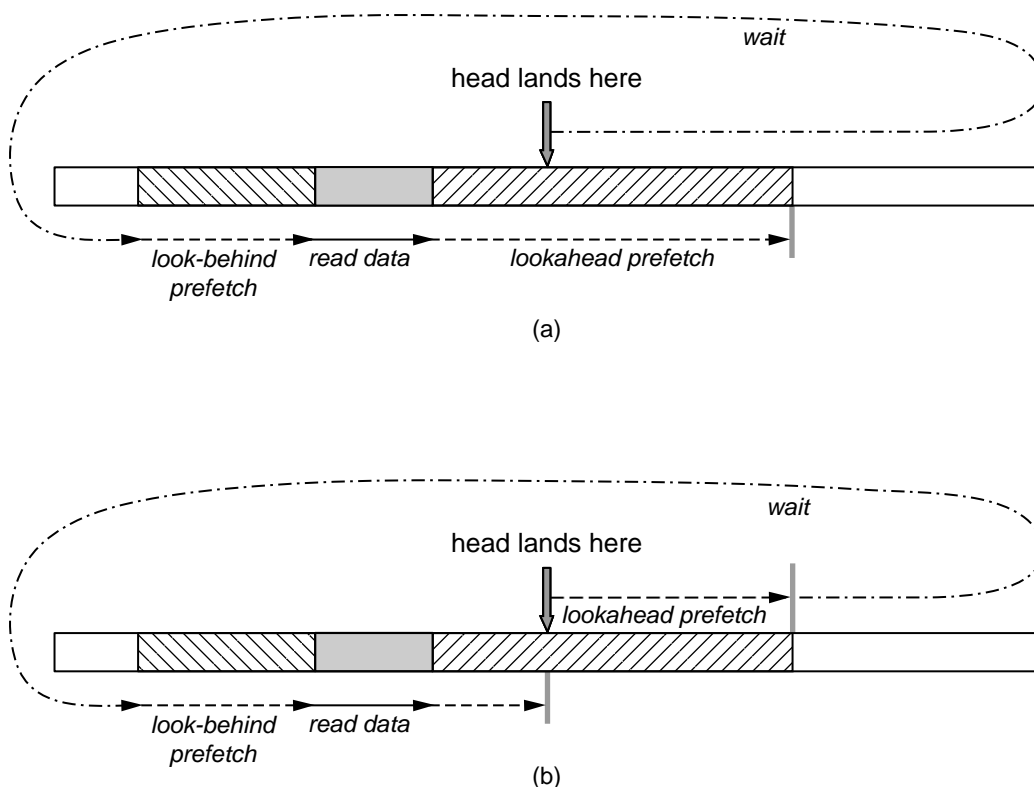 wait
head lands here
look-behind
prefetch
read data
lookahead prefetch
(a)
wait
head lands here
lookahead prefetch
look-behind
prefetch
read data
(b)